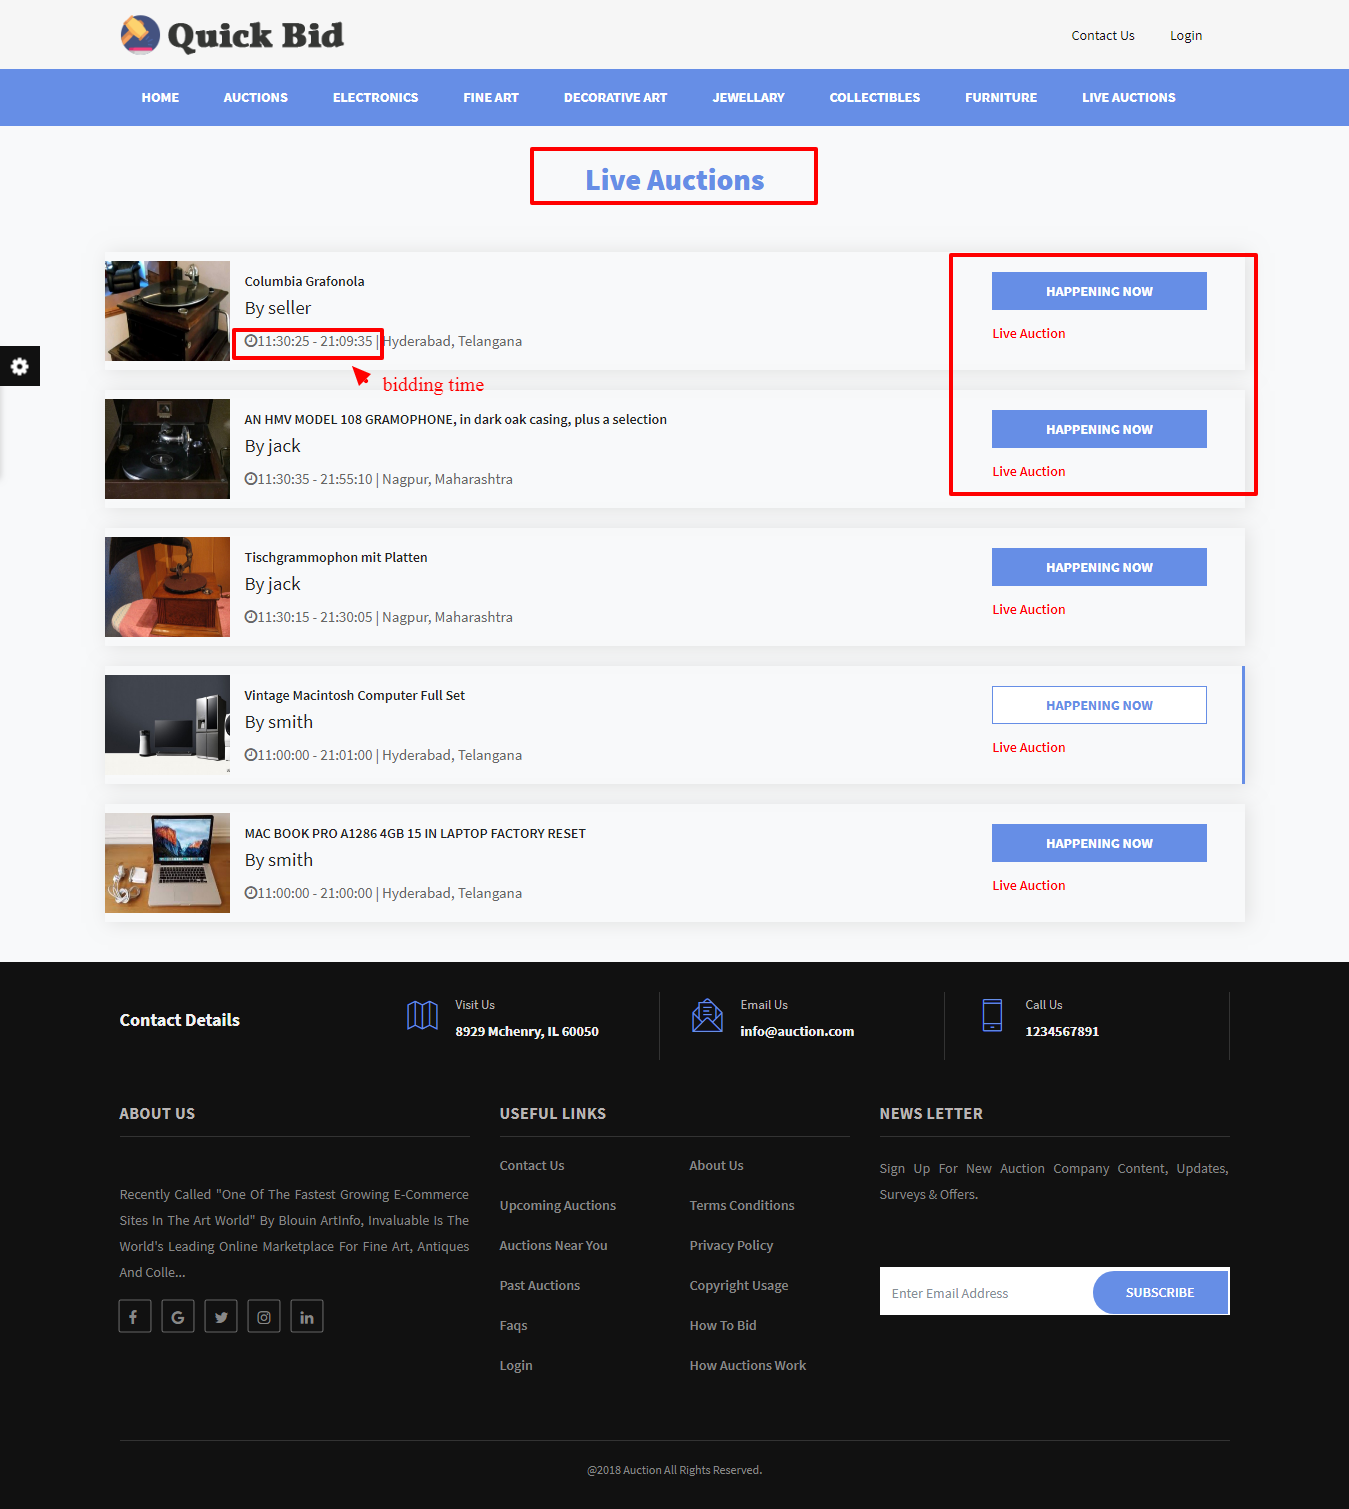 Quick Bid
Contact Us Login
HOME AUCTIONS ELECTRONICS FINE ART DECORATIVE ART JEWELLARY COLLECTIBLES FURNITURE LIVE AUCTIONS
Live Auctions
Columbia Grafonola
By seller
11:30:25 - 21:09:35 | Hyderabad, Telangana
HAPPENING NOW
Live Auction
bidding time
AN HMV MODEL 108 GRAMOPHONE, in dark oak casing, plus a selection
By jack
11:30:35 - 21:55:10 | Nagpur, Maharashtra
HAPPENING NOW
Live Auction
Tischgrammophon mit Platten
By jack
11:30:15 - 21:30:05 | Nagpur, Maharashtra
HAPPENING NOW
Live Auction
Vintage Macintosh Computer Full Set
By smith
11:00:00 - 21:01:00 | Hyderabad, Telangana
HAPPENING NOW
Live Auction
MAC BOOK PRO A1286 4GB 15 IN LAPTOP FACTORY RESET
By smith
11:00:00 - 21:00:00 | Hyderabad, Telangana
HAPPENING NOW
Live Auction
Contact Details
Visit Us
8929 Mchenry, IL 60050
Email Us
info@auction.com
Call Us
1234567891
ABOUT US
Recently Called "One Of The Fastest Growing E-Commerce
Sites In The Art World" By Blouin ArtInfo, Invaluable Is The
World's Leading Online Marketplace For Fine Art, Antiques
And Colle...
USEFUL LINKS
Contact Us
Upcoming Auctions
Auctions Near You
Past Auctions
Faqs
Login
About Us
Terms Conditions
Privacy Policy
Copyright Usage
How To Bid
How Auctions Work
NEWS LETTER
Sign Up For New Auction Company Content, Updates,
Surveys & Offers.
Enter Email Address
SUBSCRIBE
@2018 Auction All Rights Reserved.